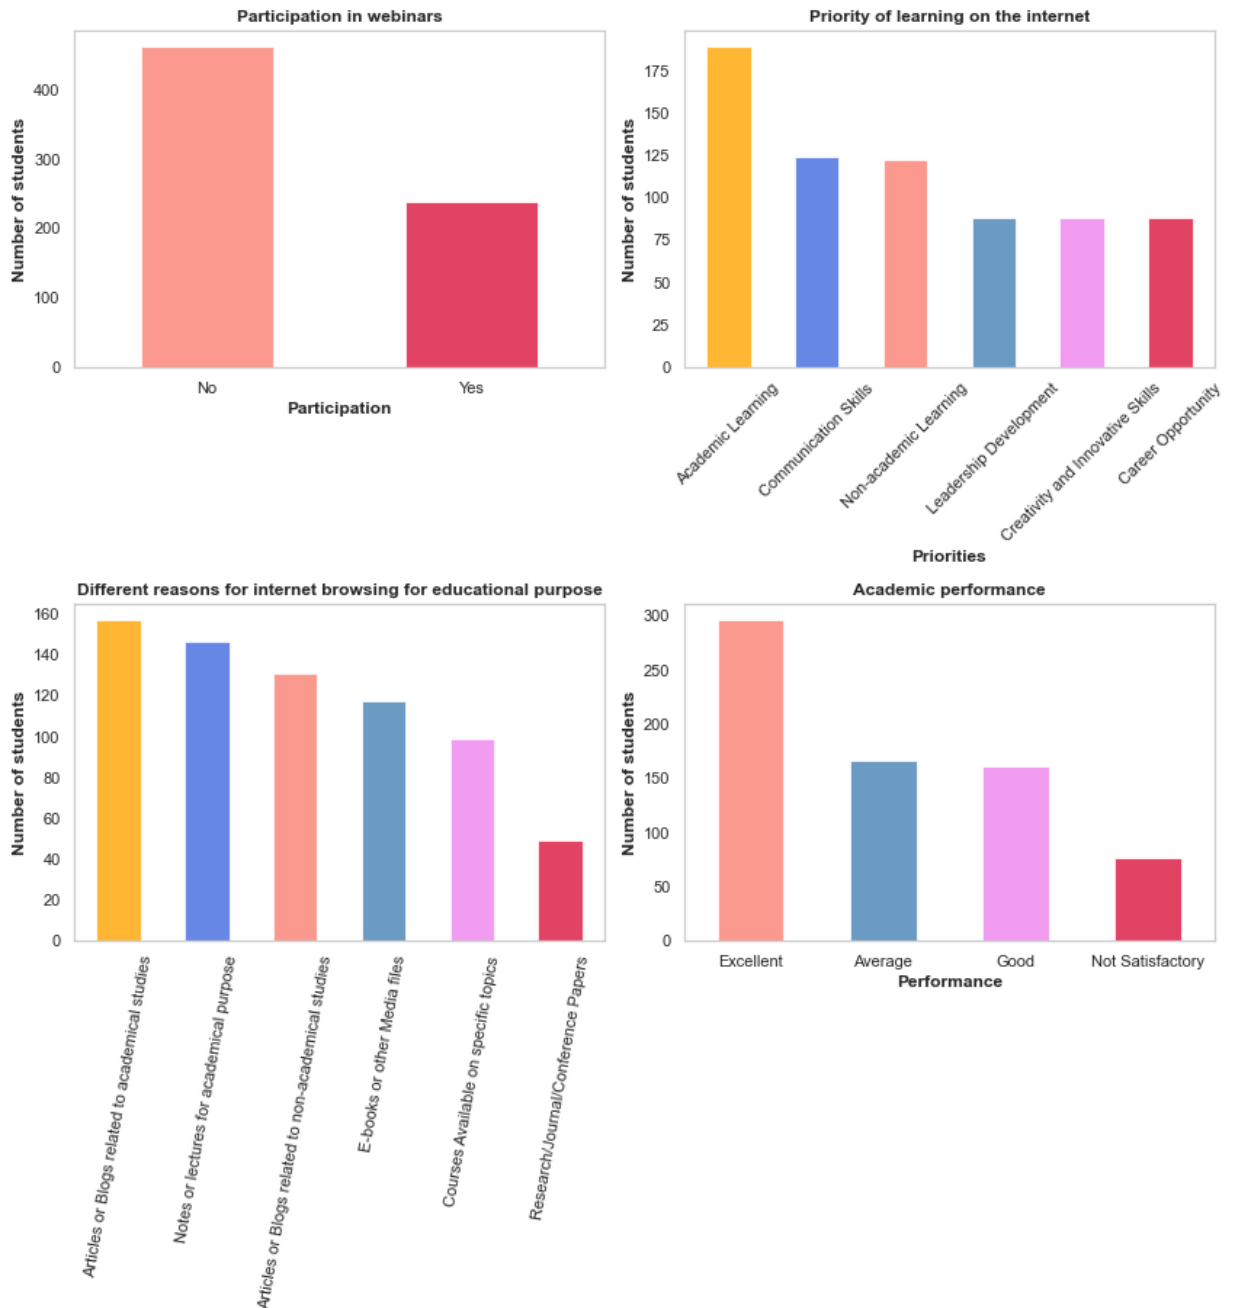 Participation in webinars
Number of students
400
300
200
100
0
No
Yes
Participation
Priority of learning on the internet
Number of students
175
150
125
100
75
50
25
0
Academic Learning
Communication Skills
Non-academic Learning
Leadership Development
Creativity and Innovative Skills
Career Opportunity
Priorities
Different reasons for internet browsing for educational purpose
Number of students
160
140
120
100
80
60
40
20
0
Articles or Blogs related to academical studies
Notes or lectures for academical purpose
Articles or Blogs related to non-academical studies
E-books or other Media files
Courses Available on specific topics
Research/Journal/Conference Papers
Academic performance
Number of students
300
250
200
150
100
50
0
Excellent
Average
Good
Not Satisfactory
Performance